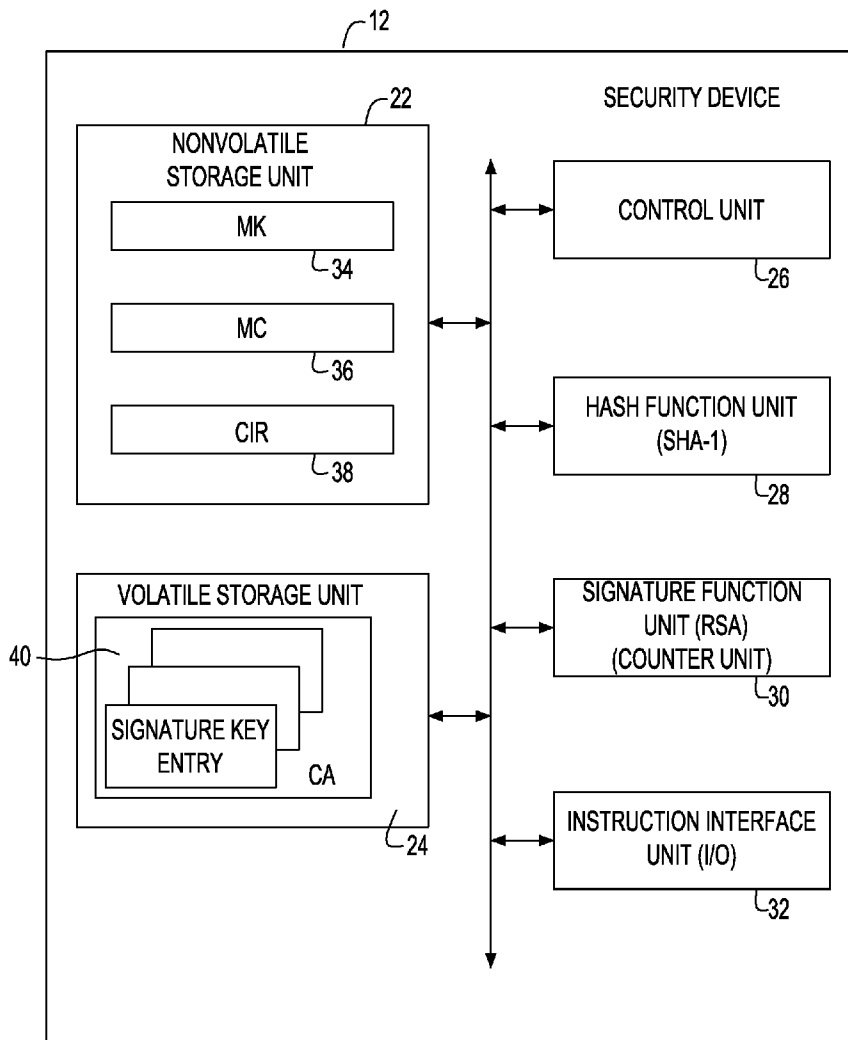 12
SECURITY DEVICE
22
NONVOLATILE
STORAGE UNIT
MK
34
MC
36
CIR
38
VOLATILE STORAGE UNIT
40
SIGNATURE KEY
ENTRY
CA
24
CONTROL UNIT
26
HASH FUNCTION UNIT
(SHA-1)
28
SIGNATURE FUNCTION
UNIT (RSA)
(COUNTER UNIT)
30
INSTRUCTION INTERFACE
UNIT (I/O)
32